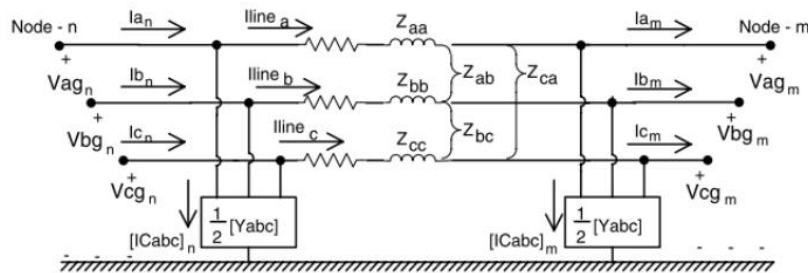 Node - n Ia n Iline a Z aa Ia m Node - m
+ Vag n Ib n Iline b Z bb Z ab Z ca Ib m + Vag m
+ Vbg n Ic n Iline c Z cc Z bc Ic m + Vbg m
+ Vcg n + Vcg m
[ICabc] n 1/2 [Yabc] [ICabc] m 1/2 [Yabc]